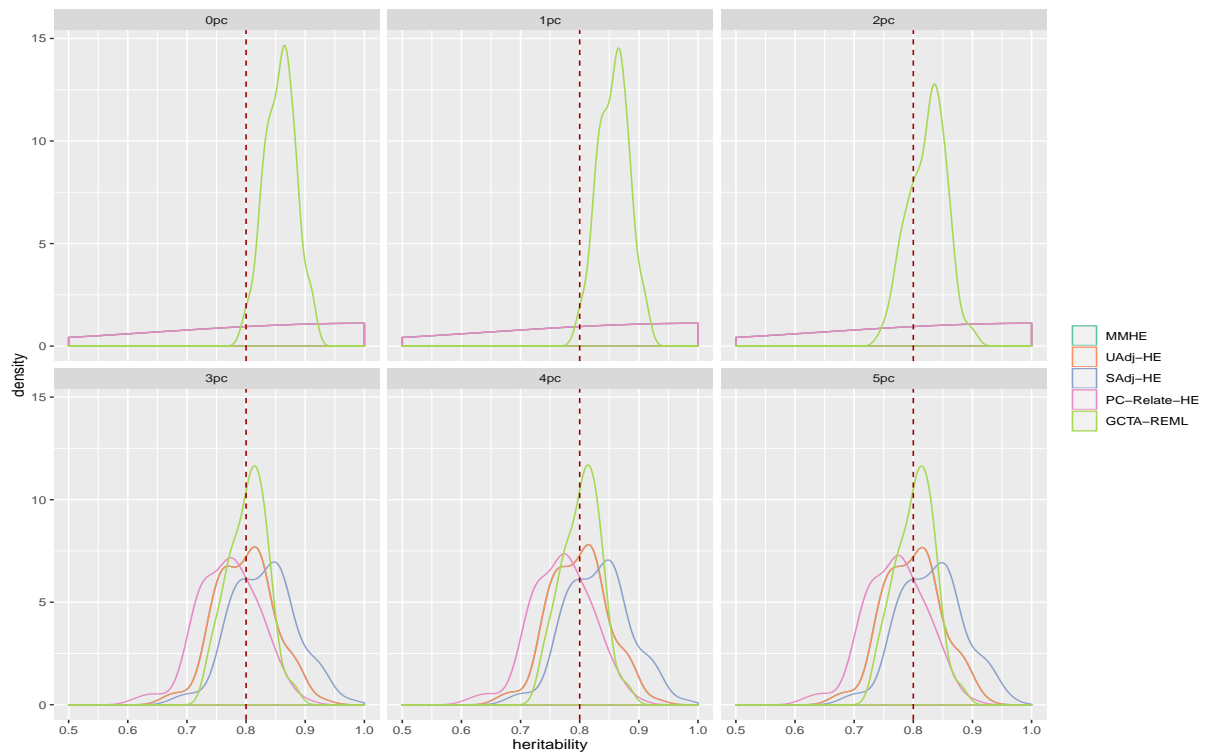 0pc 1pc 2pc
15
10
5
0
density
3pc 4pc 5pc
15
10
5
0
0.5 0.6 0.7 0.8 0.9 1.0 0.5 0.6 0.7 0.8 0.9 1.0 0.5 0.6 0.7 0.8 0.9 1.0
heritability
MMHE
UAdj−HE
SAdj−HE
PC−Relate−HE
GCTA−REML